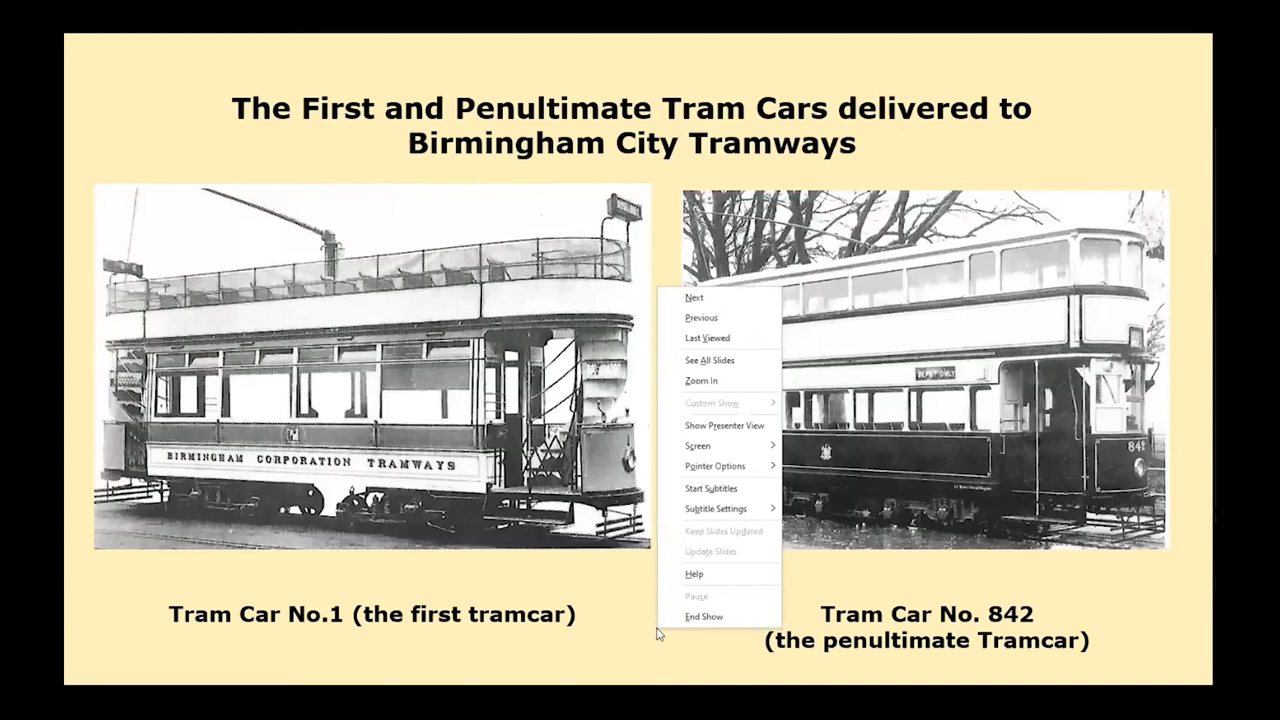 The First and Penultimate Tram Cars delivered to
Birmingham City Tramways
BIRMINGHAM CORPORATION TRAMWAYS
Next
Previous
Last Viewed
See All Slides
Zoom In
Custom Show
Show Presenter View
Screen
Pointer Options
Start Subtitles
Subtitle Settings
Keep Slides Updated
Update Slides
Help
Pause
End Show
DEPOT ONLY
842
Tram Car No.1 (the first tramcar)
Tram Car No. 842
(the penultimate Tramcar)